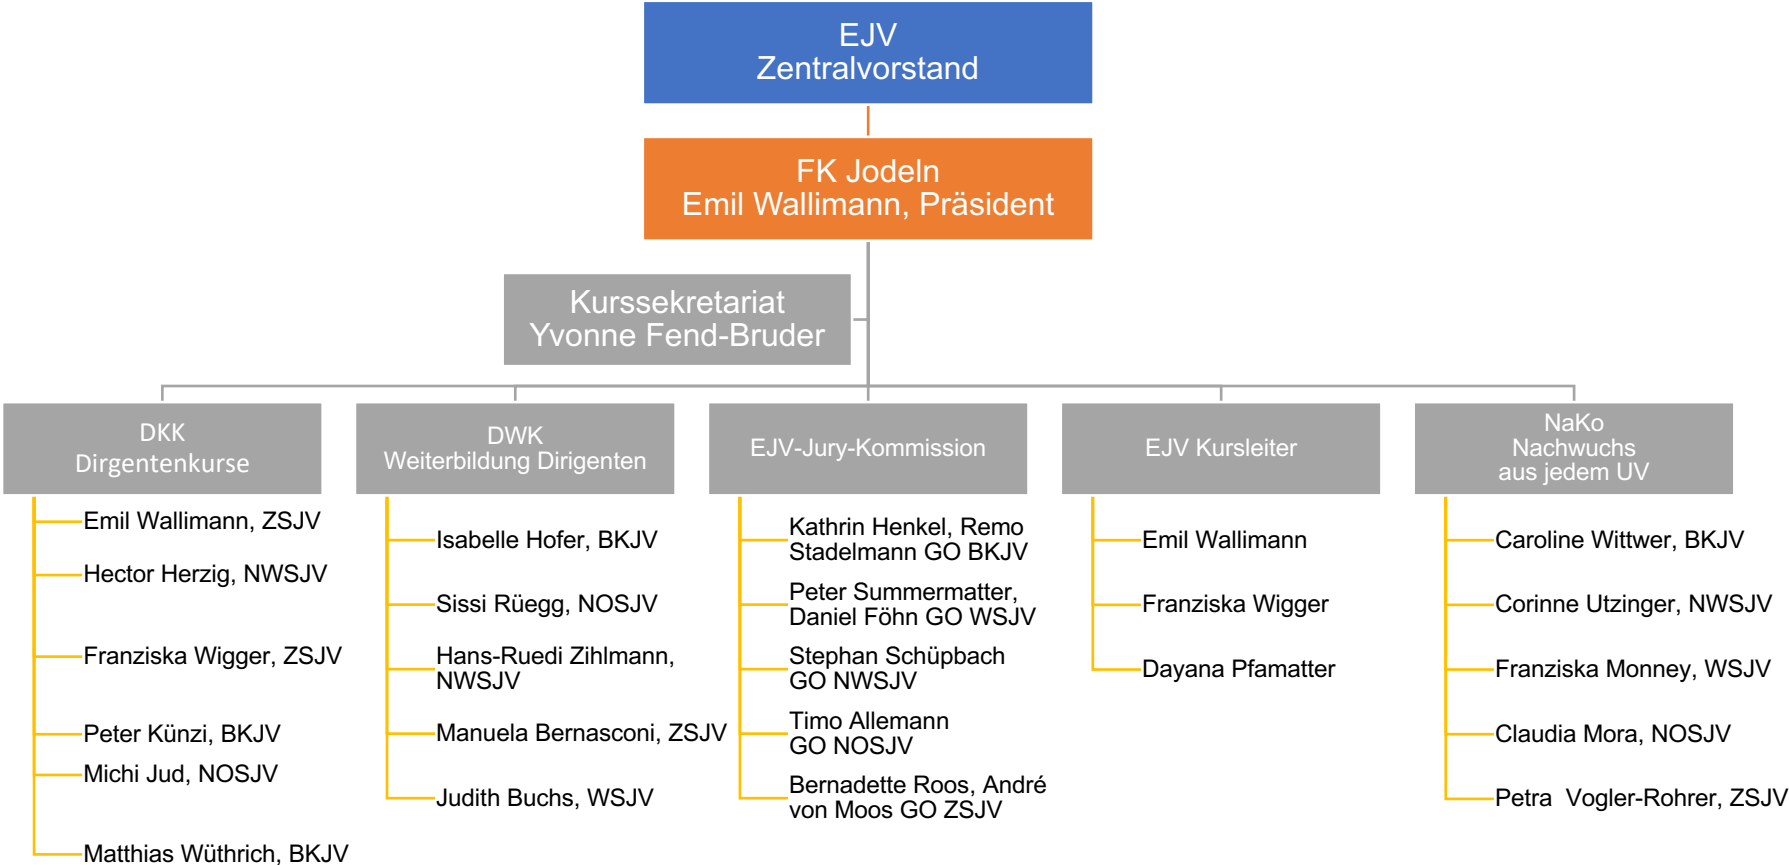 EJV
Zentralvorstand
FK Jodeln
Emil Wallimann, Präsident
Kurssekretariat
Yvonne Fend-Bruder
DKK
Dirgentenkurse
Emil Wallimann, ZSJV
Hector Herzig, NWSJV
Franziska Wigger, ZSJV
Peter Künzi, BKJV
Michi Jud, NOSJV
Matthias Wüthrich, BKJV
DWK
Weiterbildung Dirigenten
Isabelle Hofer, BKJV
Sissi Rüegg, NOSJV
Hans-Ruedi Zihlmann,
NWSJV
Manuela Bernasconi, ZSJV
Judith Buchs, WSJV
EJV-Jury-Kommission
Kathrin Henkel, Remo
Stadelmann GO BKJV
Peter Summermatter,
Daniel Föhn GO WSJV
Stephan Schüpbach
GO NWSJV
Timo Allemann
GO NOSJV
Bernadette Roos, André
von Moos GO ZSJV
EJV Kursleiter
Emil Wallimann
Franziska Wigger
Dayana Pfamatter
NaKo
Nachwuchs
aus jedem UV
Caroline Wittwer, BKJV
Corinne Utzinger, NWSJV
Franziska Monney, WSJV
Claudia Mora, NOSJV
Petra  Vogler-Rohrer, ZSJV